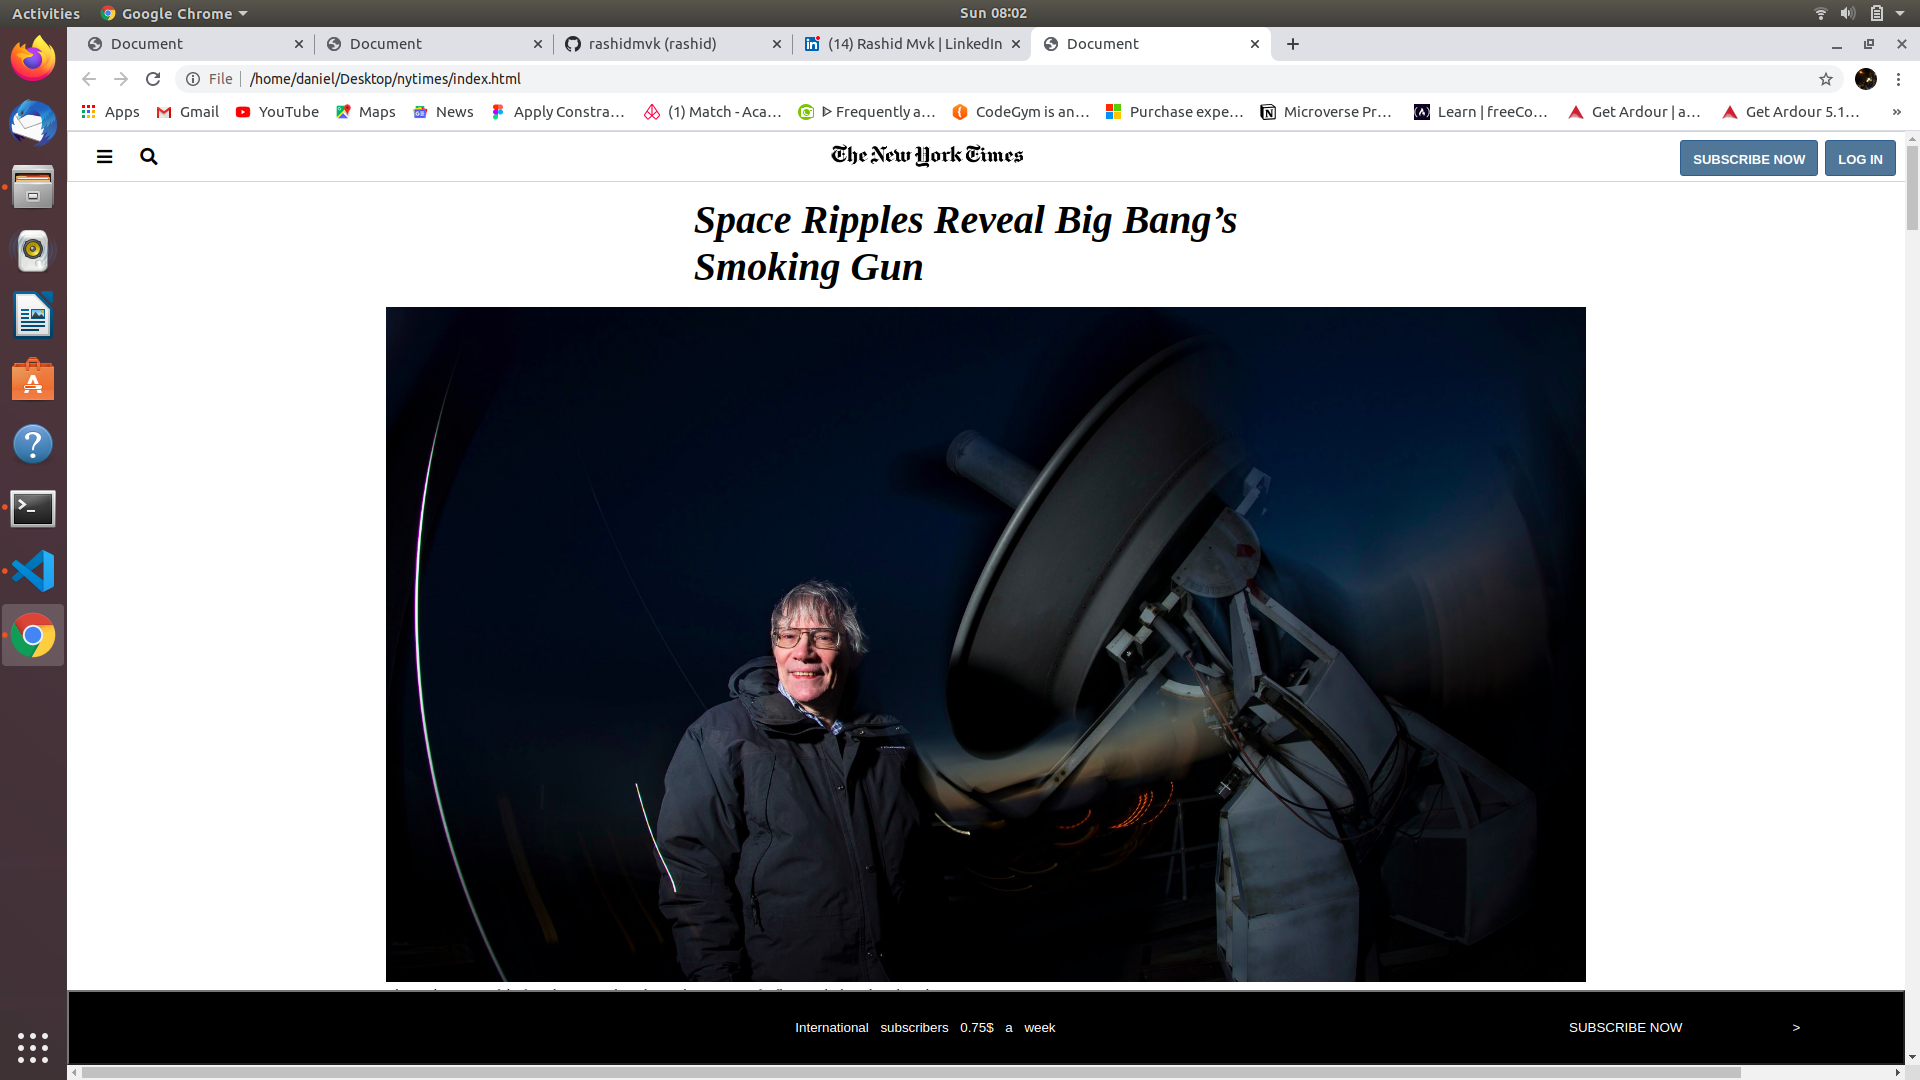 Activities Google Chrome Sun 08:02
Document Document rashidmvk (rashid) (14) Rashid Mvk | LinkedIn Document
File /home/daniel/Desktop/nytimes/index.html
Apps Gmail YouTube Maps News Apply Constra… (1) Match - Aca… ᐈ Frequently a… CodeGym is an… Purchase expe… Microverse Pr… Learn | freeCo… Get Ardour | a… Get Ardour 5.1… »
The New York Times SUBSCRIBE NOW LOG IN
Space Ripples Reveal Big Bang’s
Smoking Gun
International subscribers 0.75$ a week SUBSCRIBE NOW >